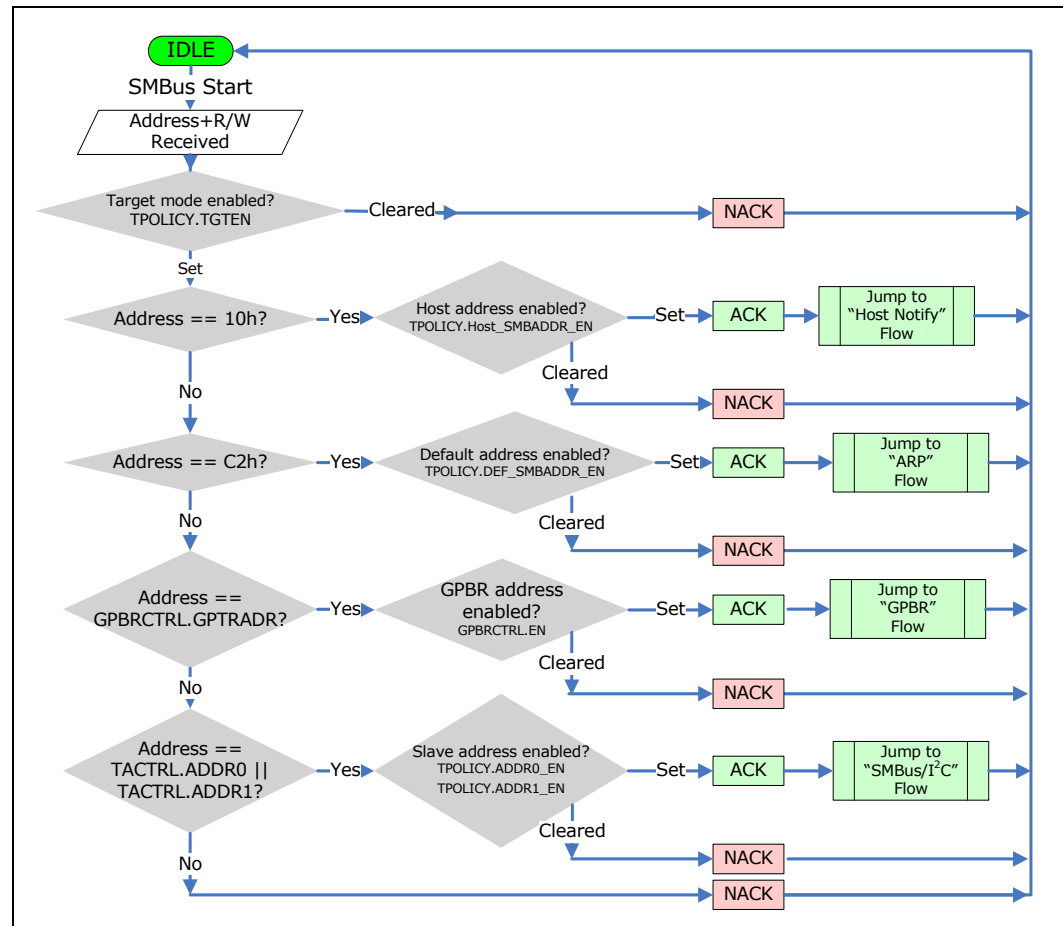 IDLE
SMBus Start
Address+R/W
Received
Target mode enabled?
TPOLICY.TGTEN
Cleared
NACK
Set
Address == 10h?
Yes
Host address enabled?
TPOLICY.Host_SMBADDR_EN
Set
ACK
Jump to
“Host Notify”
Flow
Cleared
NACK
No
Address == C2h?
Yes
Default address enabled?
TPOLICY.DEF_SMBADDR_EN
Set
ACK
Jump to
“ARP”
Flow
Cleared
NACK
No
Address ==
GPBRCTRL.GPTRADR?
Yes
GPBR address
enabled?
GPBRCTRL.EN
Set
ACK
Jump to
“GPBR”
Flow
Cleared
NACK
No
Address ==
TACTRL.ADDR0 ||
TACTRL.ADDR1?
Yes
Slave address enabled?
TPOLICY.ADDR0_EN
TPOLICY.ADDR1_EN
Set
ACK
Jump to
“SMBus/I²C”
Flow
Cleared
NACK
No
NACK